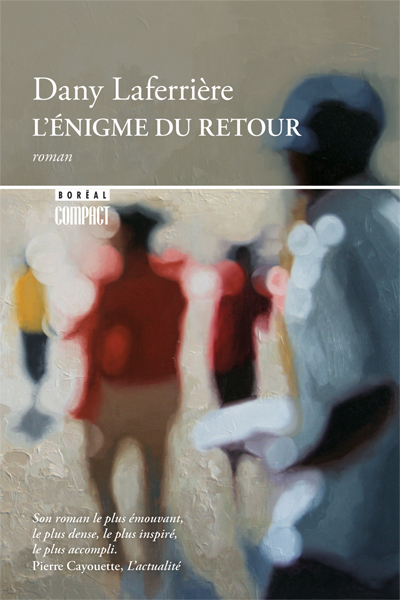 Dany Laferrière
L'ÉNIGME DU RETOUR
roman
BORÉAL
COMPACT
Son roman le plus émouvant,
le plus dense, le plus inspiré,
le plus accompli.
Pierre Cayouette, L'actualité